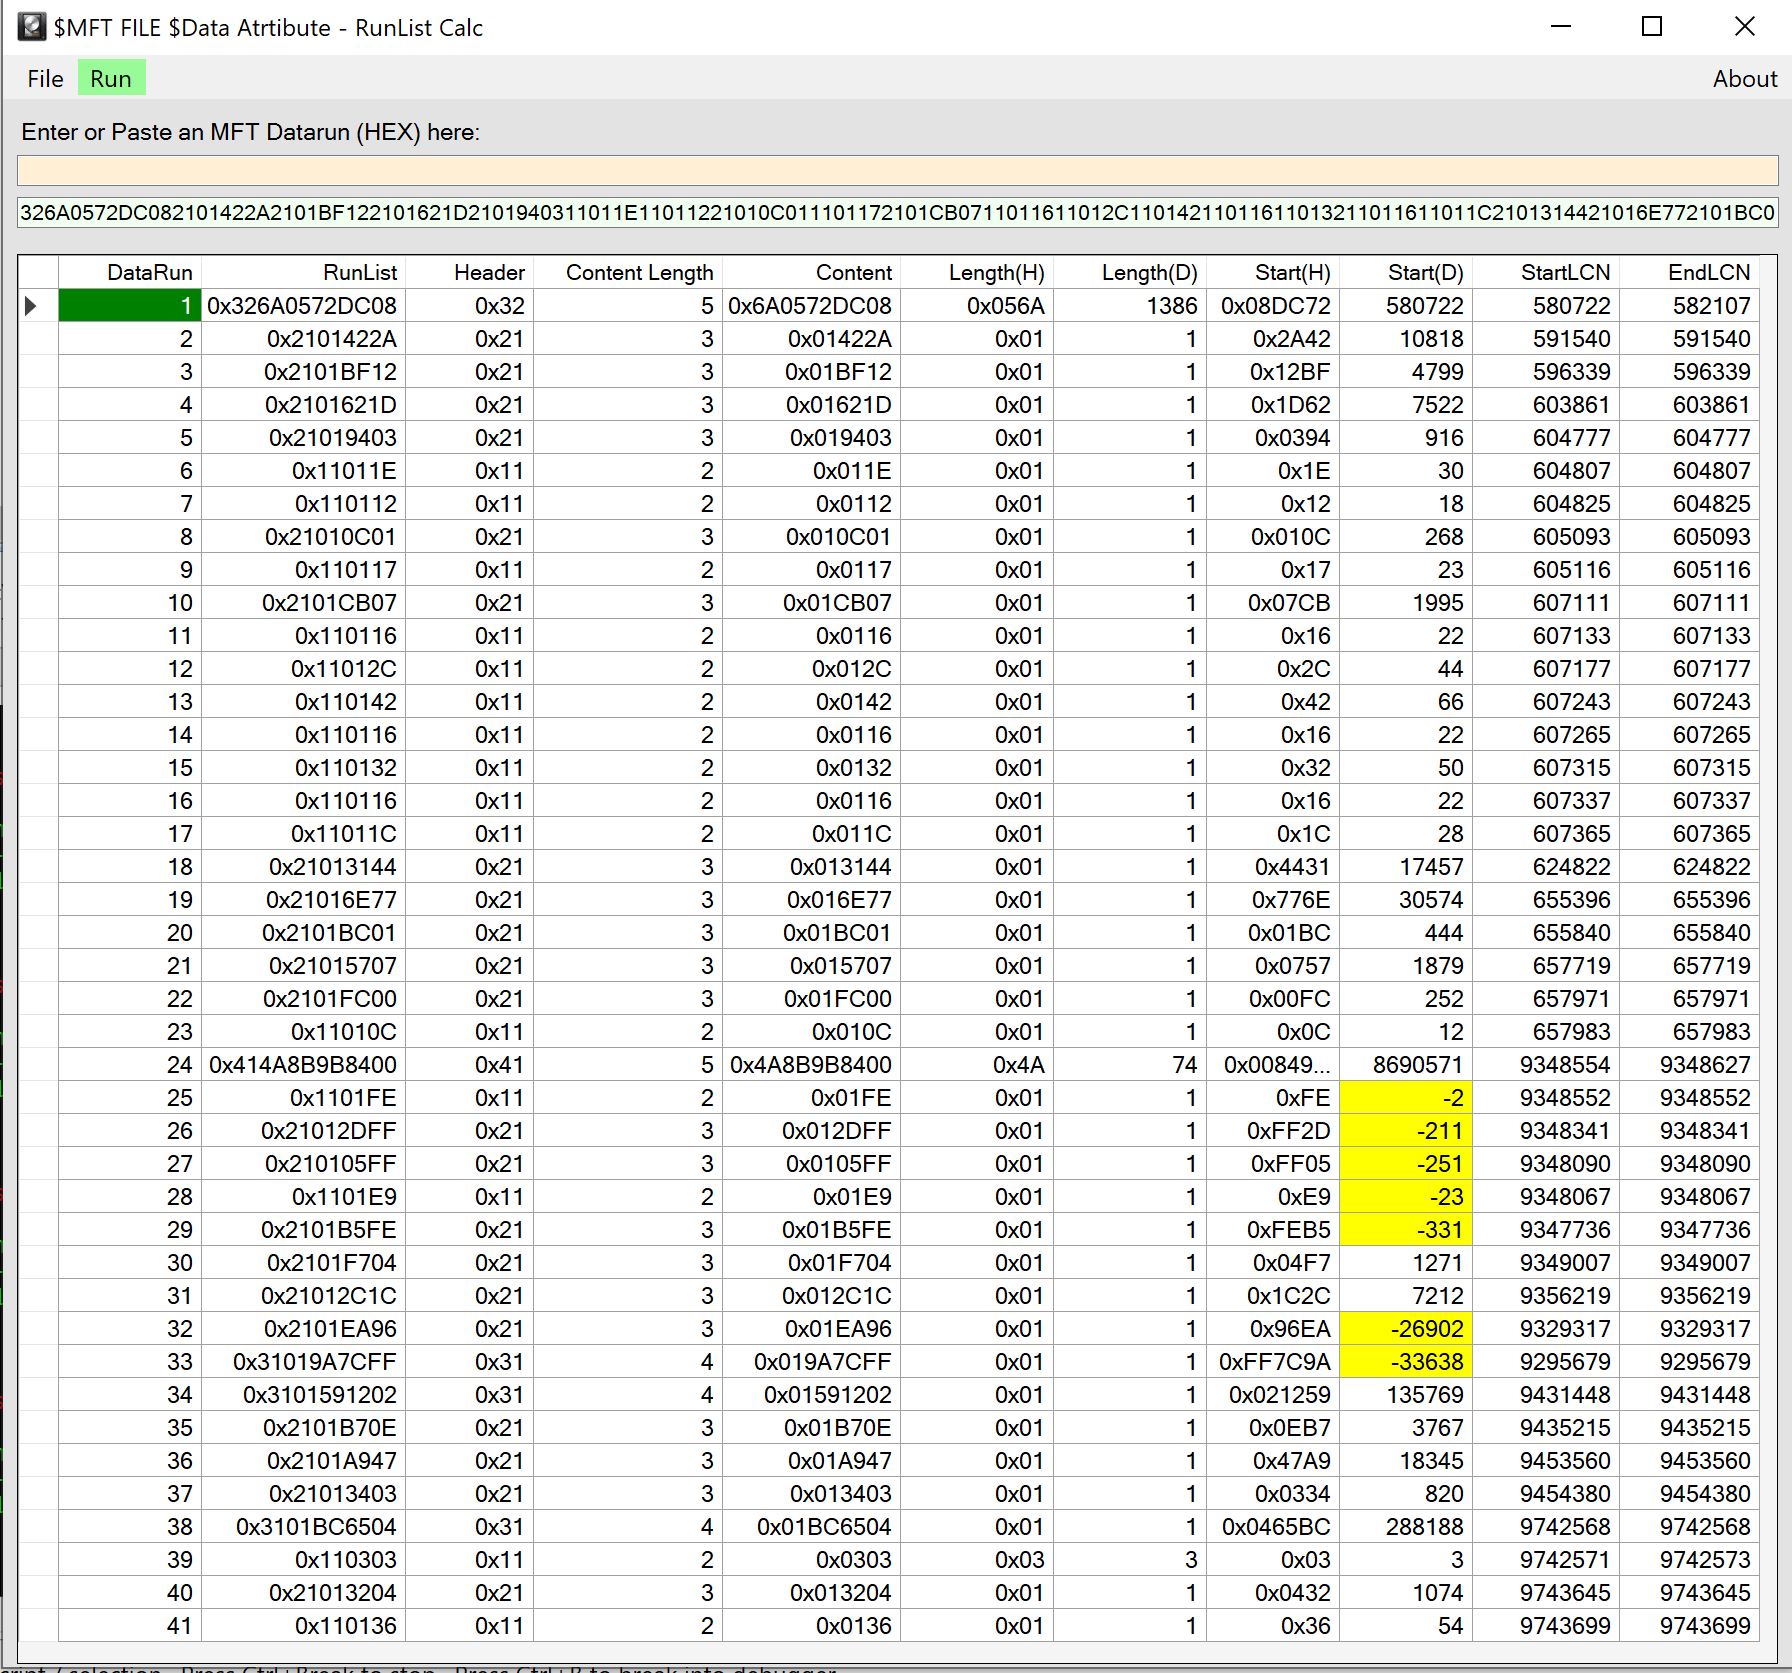 $MFT FILE $Data Atrtibute - RunList Calc
File Run About
Enter or Paste an MFT Datarun (HEX) here:
326A0572DC082101422A2101BF122101621D2101940311011E11011221010C011101172101CB0711011611012C11014211011611013211011611011C2101314421016E772101BC0
DataRun RunList Header Content Length Content Length(H) Length(D) Start(H) Start(D) StartLCN EndLCN
1 0x326A0572DC08 0x32 5 0x6A0572DC08 0x056A 1386 0x08DC72 580722 580722 582107
2 0x2101422A 0x21 3 0x01422A 0x01 1 0x2A42 10818 591540 591540
3 0x2101BF12 0x21 3 0x01BF12 0x01 1 0x12BF 4799 596339 596339
4 0x2101621D 0x21 3 0x01621D 0x01 1 0x1D62 7522 603861 603861
5 0x21019403 0x21 3 0x019403 0x01 1 0x0394 916 604777 604777
6 0x11011E 0x11 2 0x011E 0x01 1 0x1E 30 604807 604807
7 0x110112 0x11 2 0x0112 0x01 1 0x12 18 604825 604825
8 0x21010C01 0x21 3 0x010C01 0x01 1 0x010C 268 605093 605093
9 0x110117 0x11 2 0x0117 0x01 1 0x17 23 605116 605116
10 0x2101CB07 0x21 3 0x01CB07 0x01 1 0x07CB 1995 607111 607111
11 0x110116 0x11 2 0x0116 0x01 1 0x16 22 607133 607133
12 0x11012C 0x11 2 0x012C 0x01 1 0x2C 44 607177 607177
13 0x110142 0x11 2 0x0142 0x01 1 0x42 66 607243 607243
14 0x110116 0x11 2 0x0116 0x01 1 0x16 22 607265 607265
15 0x110132 0x11 2 0x0132 0x01 1 0x32 50 607315 607315
16 0x110116 0x11 2 0x0116 0x01 1 0x16 22 607337 607337
17 0x11011C 0x11 2 0x011C 0x01 1 0x1C 28 607365 607365
18 0x21013144 0x21 3 0x013144 0x01 1 0x4431 17457 624822 624822
19 0x21016E77 0x21 3 0x016E77 0x01 1 0x776E 30574 655396 655396
20 0x2101BC01 0x21 3 0x01BC01 0x01 1 0x01BC 444 655840 655840
21 0x21015707 0x21 3 0x015707 0x01 1 0x0757 1879 657719 657719
22 0x2101FC00 0x21 3 0x01FC00 0x01 1 0x00FC 252 657971 657971
23 0x11010C 0x11 2 0x010C 0x01 1 0x0C 12 657983 657983
24 0x414A8B9B8400 0x41 5 0x4A8B9B8400 0x4A 74 0x00849... 8690571 9348554 9348627
25 0x1101FE 0x11 2 0x01FE 0x01 1 0xFE -2 9348552 9348552
26 0x21012DFF 0x21 3 0x012DFF 0x01 1 0xFF2D -211 9348341 9348341
27 0x210105FF 0x21 3 0x0105FF 0x01 1 0xFF05 -251 9348090 9348090
28 0x1101E9 0x11 2 0x01E9 0x01 1 0xE9 -23 9348067 9348067
29 0x2101B5FE 0x21 3 0x01B5FE 0x01 1 0xFEB5 -331 9347736 9347736
30 0x2101F704 0x21 3 0x01F704 0x01 1 0x04F7 1271 9349007 9349007
31 0x21012C1C 0x21 3 0x012C1C 0x01 1 0x1C2C 7212 9356219 9356219
32 0x2101EA96 0x21 3 0x01EA96 0x01 1 0x96EA -26902 9329317 9329317
33 0x31019A7CFF 0x31 4 0x019A7CFF 0x01 1 0xFF7C9A -33638 9295679 9295679
34 0x3101591202 0x31 4 0x01591202 0x01 1 0x021259 135769 9431448 9431448
35 0x2101B70E 0x21 3 0x01B70E 0x01 1 0x0EB7 3767 9435215 9435215
36 0x2101A947 0x21 3 0x01A947 0x01 1 0x47A9 18345 9453560 9453560
37 0x21013403 0x21 3 0x013403 0x01 1 0x0334 820 9454380 9454380
38 0x3101BC6504 0x31 4 0x01BC6504 0x01 1 0x0465BC 288188 9742568 9742568
39 0x110303 0x11 2 0x0303 0x03 3 0x03 3 9742571 9742573
40 0x21013204 0x21 3 0x013204 0x01 1 0x0432 1074 9743645 9743645
41 0x110136 0x11 2 0x0136 0x01 1 0x36 54 9743699 9743699